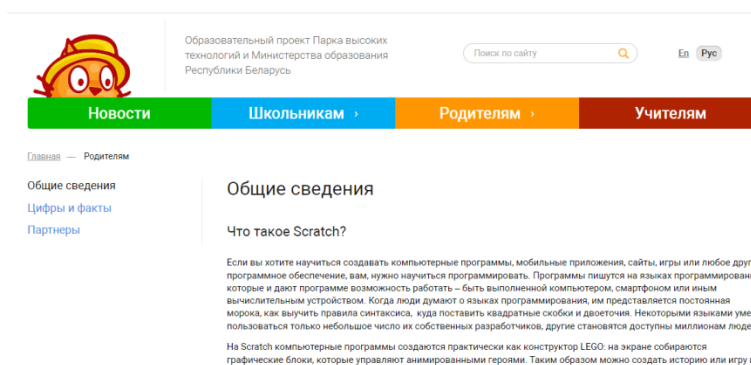 Образовательный проект Парка высоких
технологий и Министерства образования
Республики Беларусь
Поиск по сайту
En Рус
Новости
Школьникам ›
Родителям ›
Учителям
Главная — Родителям
Общие сведения
Цифры и факты
Партнеры
Общие сведения
Что такое Scratch?
Если вы хотите научиться создавать компьютерные программы, мобильные приложения, сайты, игры или любое
программное обеспечение, вам, нужно научиться программировать. Программы пишутся на языках
которые и дают программе возможность работать – быть выполненной компьютером, смартфоном или иным
вычислительным устройством. Когда люди думают о языках программирования, им представляется постоянная
морока, как выучить правила синтаксиса, куда поставить квадратные скобки и двоеточия. Некоторыми языками
пользоваться только небольшое число их собственных разработчиков, другие становятся доступны миллионам
На Scratch компьютерные программы создаются практически как конструктор LEGO: на экране собираются
графические блоки, которые управляют анимированными героями. Таким образом можно создать историю или игру